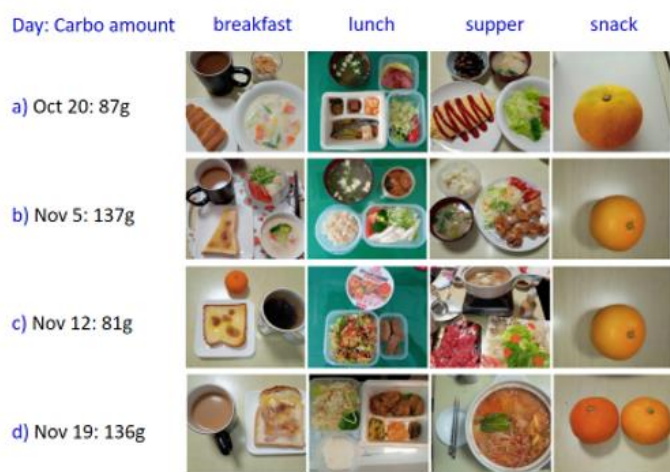 Day: Carbo amount breakfast lunch supper snack
a) Oct 20: 87g
b) Nov 5: 137g
c) Nov 12: 81g
d) Nov 19: 136g